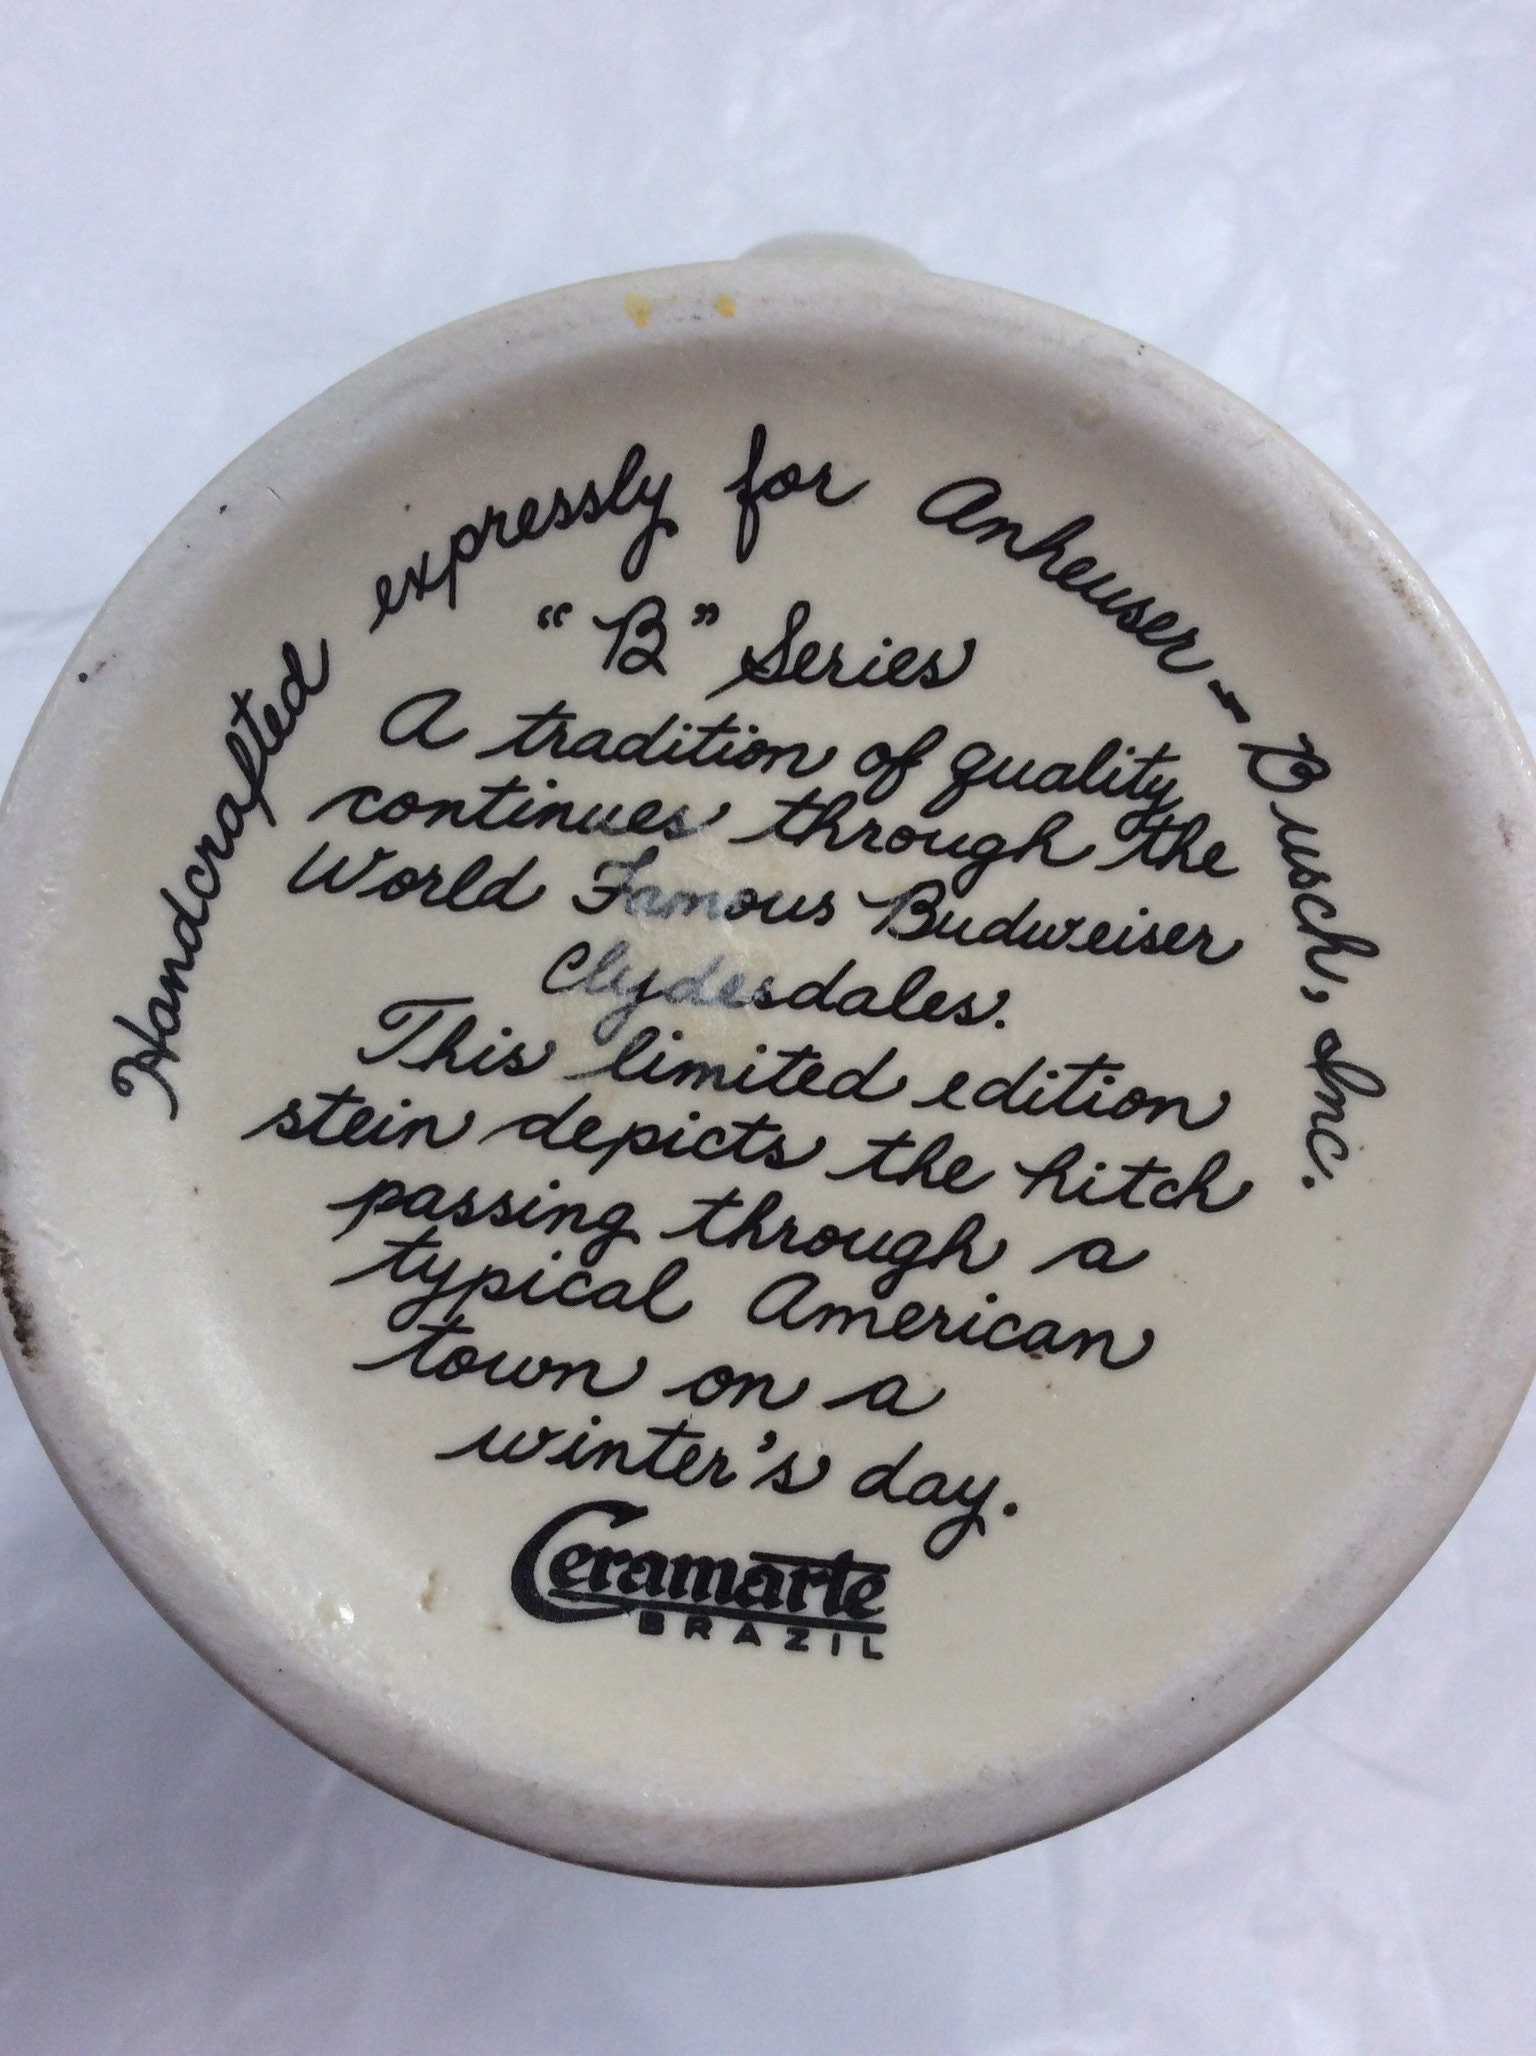 Handcrafted expressly for Anheuser-Busch, Inc.
"B" Series
A tradition of quality
continues through the
World Famous Budweiser
Clydesdales.
This limited edition
stein depicts the hitch
passing through a
typical American
town on a
winter's day.
Ceramarte
BRAZIL